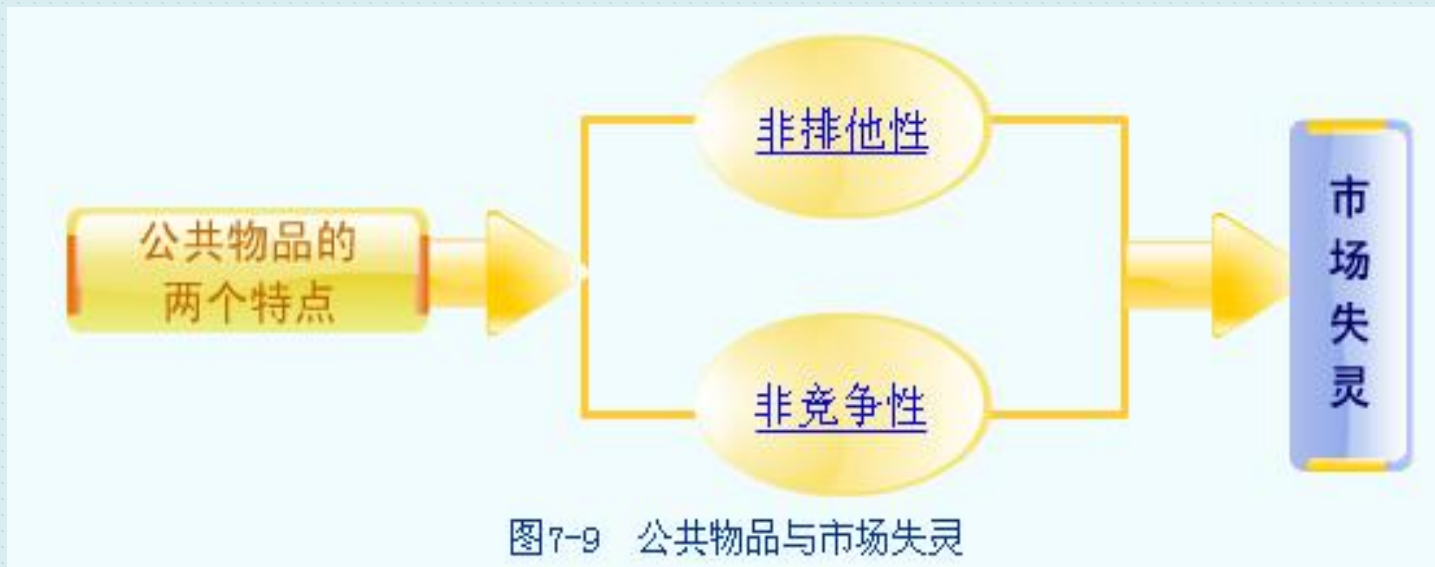 公共物品的
两个特点
非排他性
非竞争性
市场失灵
图7-9 公共物品与市场失灵